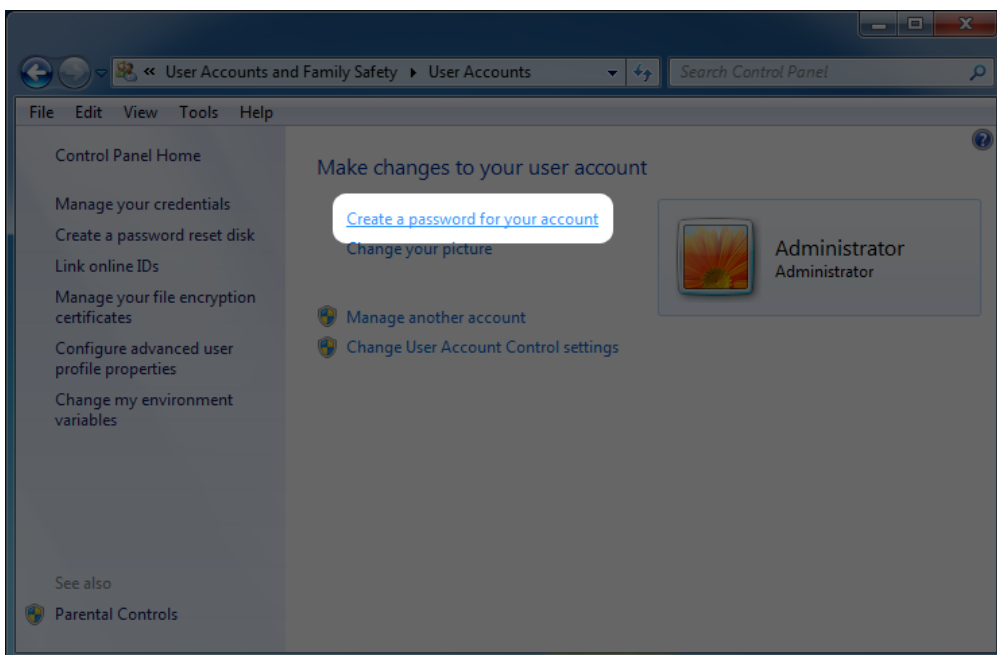 « User Accounts and Family Safety ▸ User Accounts
Search Control Panel
File Edit View Tools Help
Control Panel Home
Manage your credentials
Create a password reset disk
Link online IDs
Manage your file encryption
certificates
Configure advanced user
profile properties
Change my environment
variables
See also
Parental Controls
Make changes to your user account
Create a password for your account
Change your picture
Manage another account
Change User Account Control settings
Administrator
Administrator